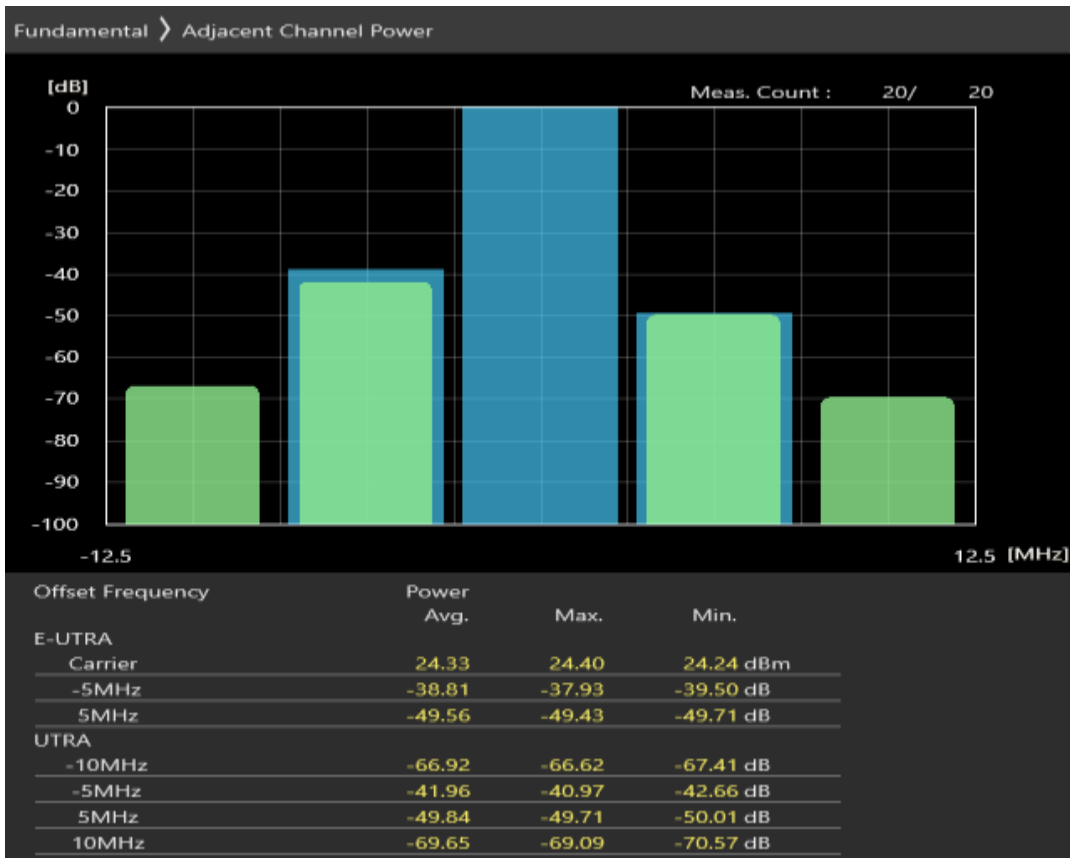 Fundamental ❯ Adjacent Channel Power
[dB]
Meas. Count : 20/ 20
0
-10
-20
-30
-40
-50
-60
-70
-80
-90
-100
-12.5 12.5 [MHz]
Offset Frequency Power
Avg. Max. Min.
E-UTRA
Carrier 24.33 24.40 24.24 dBm
-5MHz -38.81 -37.93 -39.50 dB
5MHz -49.56 -49.43 -49.71 dB
UTRA
-10MHz -66.92 -66.62 -67.41 dB
-5MHz -41.96 -40.97 -42.66 dB
5MHz -49.84 -49.71 -50.01 dB
10MHz -69.65 -69.09 -70.57 dB